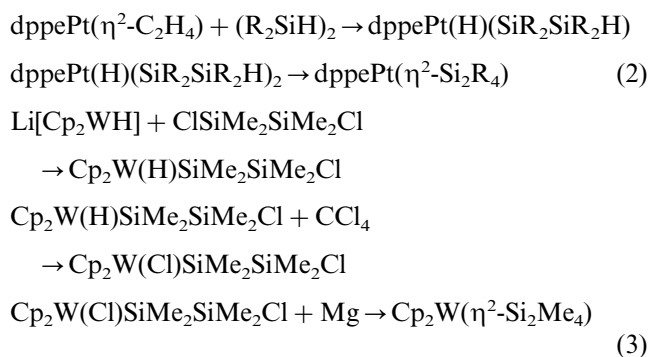 dppePt(η²-C₂H₄) + (R₂SiH)₂ → dppePt(H)(SiR₂SiR₂H)
dppePt(H)(SiR₂SiR₂H)₂ → dppePt(η²-Si₂R₄) (2)
Li[Cp₂WH] + ClSiMe₂SiMe₂Cl
→ Cp₂W(H)SiMe₂SiMe₂Cl
Cp₂W(H)SiMe₂SiMe₂Cl + CCl₄
→ Cp₂W(Cl)SiMe₂SiMe₂Cl
Cp₂W(Cl)SiMe₂SiMe₂Cl + Mg → Cp₂W(η²-Si₂Me₄)
(3)